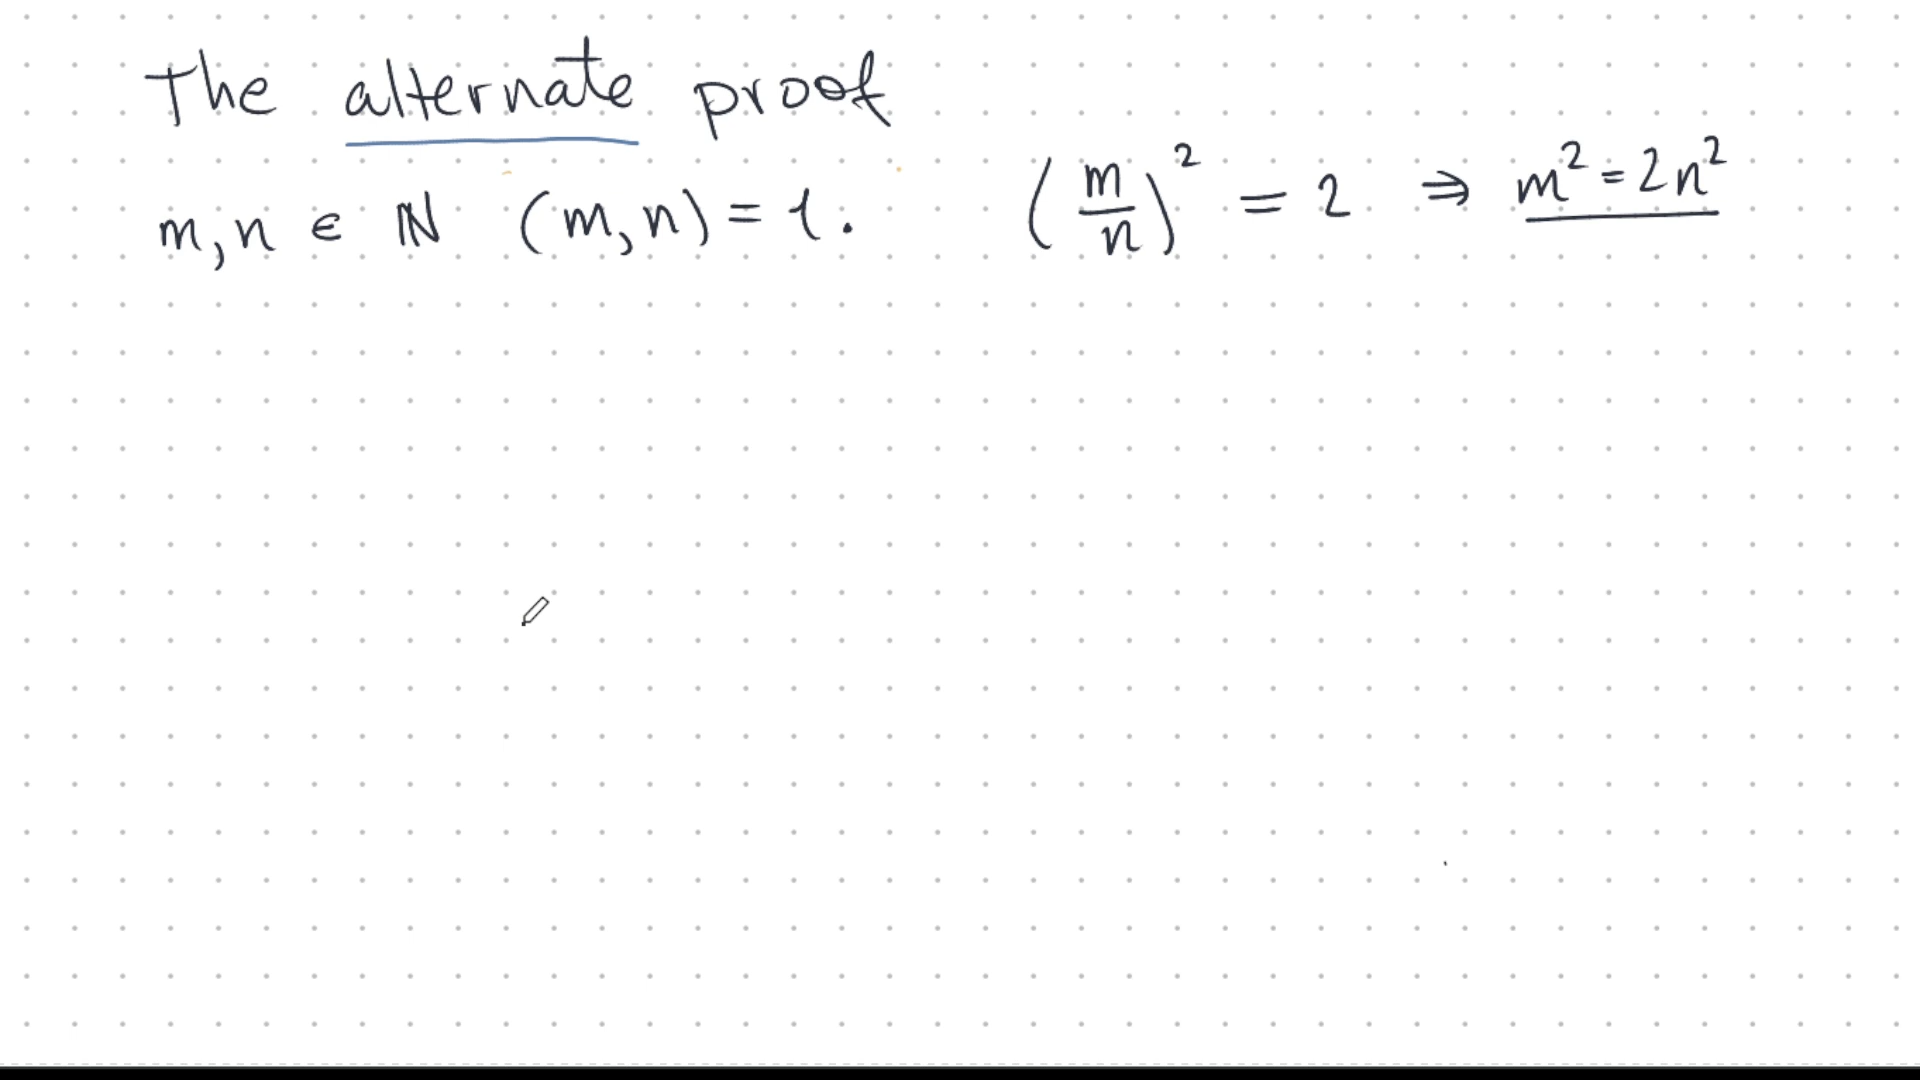 The alternate proof
m,n ∈ ℕ (m,n) = 1. (m/n)² = 2 ⇒ m² = 2n²